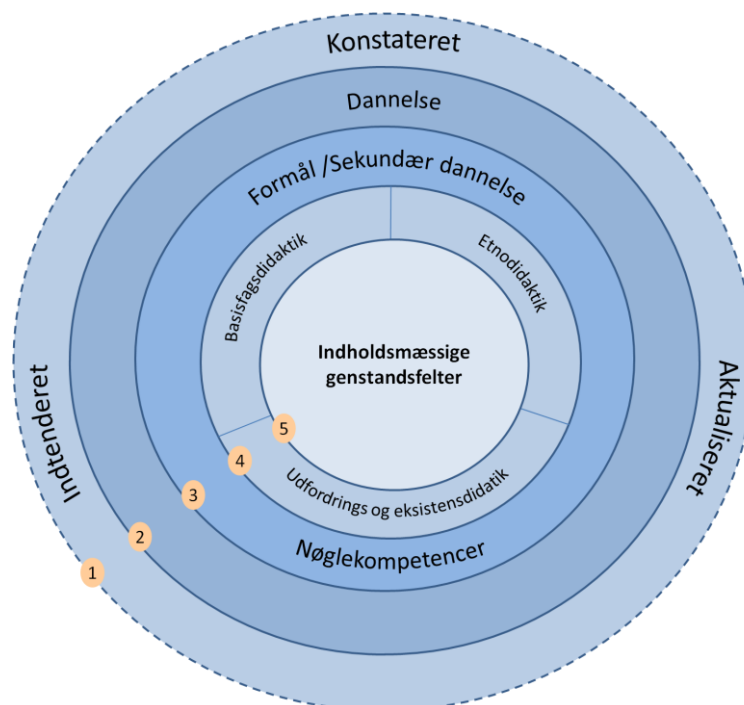 Konstateret
Dannelse
Formål /Sekundær dannelse
Basisfagsdidaktik
Etnodidaktik
Indholdsmæssige
genstandsfelter
Indtenderet
Aktualiseret
5
4
Udfordrings og eksistensdidatik
3
Nøglekompetencer
2
1